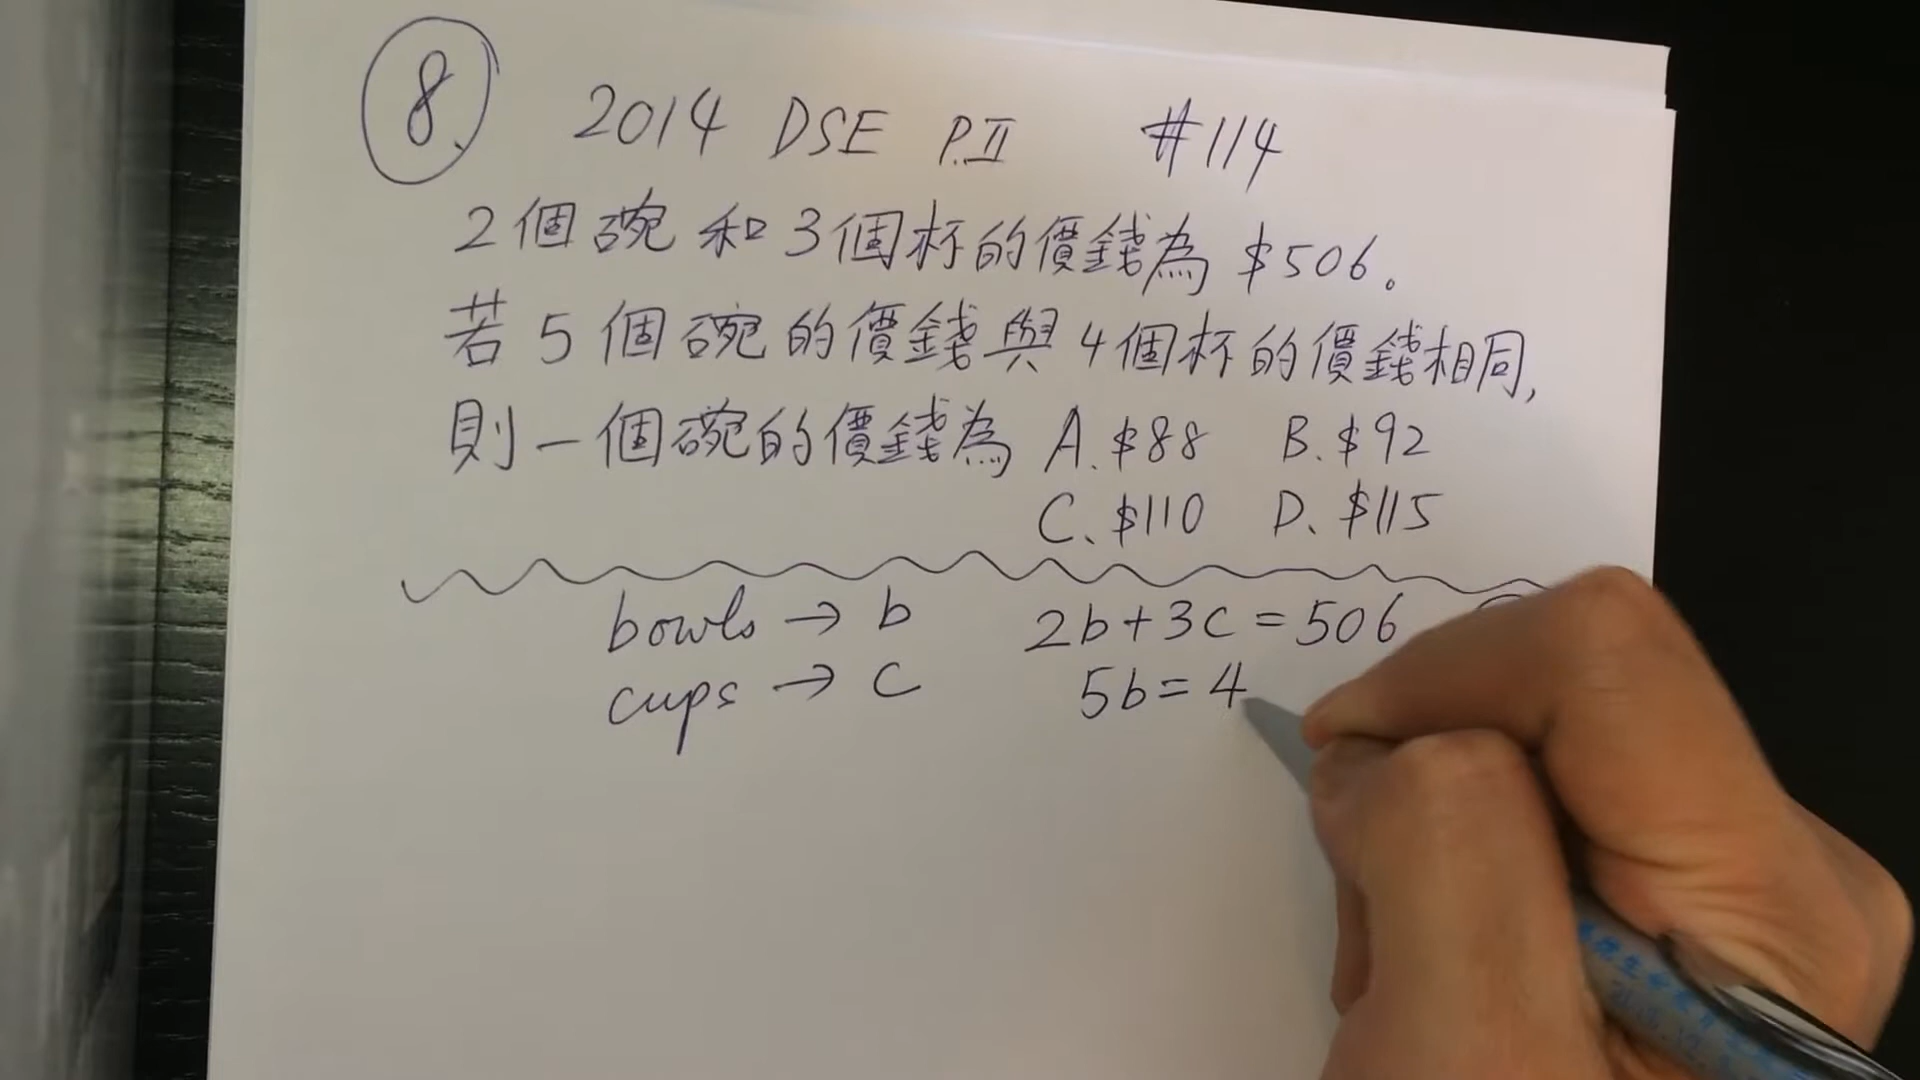 8.
2014 DSE P.II #114
2個碗和3個杯的價錢為 $506。
若5個碗的價錢與4個杯的價錢相同,
則一個碗的價錢為 A. $88 B. $92
C. $110 D. $115
bowls → b 2b+3c=506
cups → c 5b=4